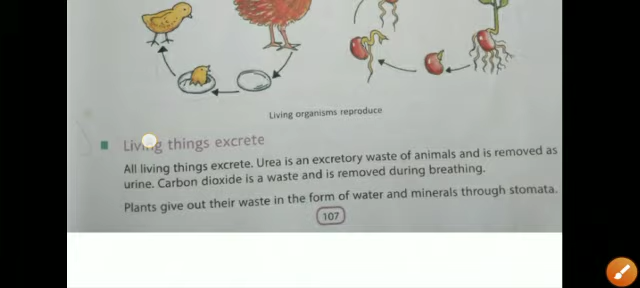 Living organisms reproduce
Living things excrete
All living things excrete. Urea is an excretory waste of animals and is removed as
urine. Carbon dioxide is a waste and is removed during breathing.
Plants give out their waste in the form of water and minerals through stomata.
107